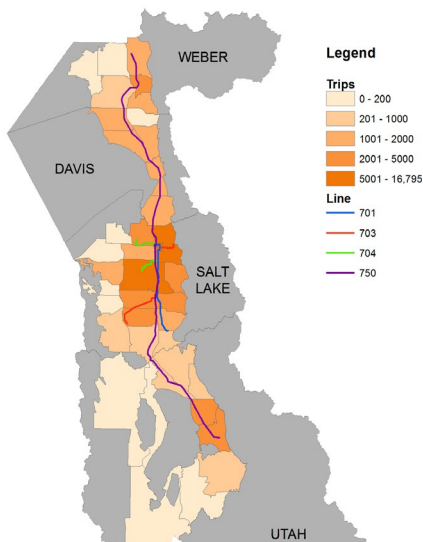 WEBER
DAVIS
SALT
LAKE
UTAH
Legend
Trips
0 - 200
201 - 1000
1001 - 2000
2001 - 5000
5001 - 16,795
Line
701
703
704
750